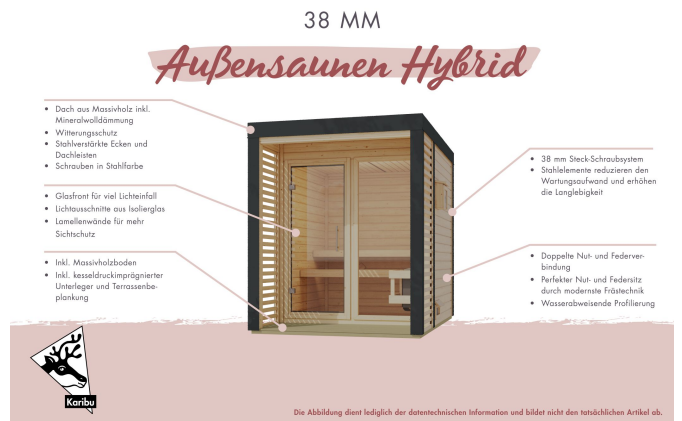 38 MM
Außensaunen Hybrid
• Dach aus Massivholz inkl.
Mineralwolldämmung
• Witterungsschutz
• Stahlverstärkte Ecken und
Dachleisten
• Schrauben in Stahlfarbe
• Glasfront für viel Lichteinfall
• Lichtausschnitte aus Isolierglas
• Lamellenwände für mehr
Sichtschutz
• Inkl. Massivholzboden
• Inkl. kesseldruckimprägnierter
Unterleger und Terrassenbe-
plankung
• 38 mm Steck-Schraubsystem
• Stahlelemente reduzieren den
Wartungsaufwand und erhöhen
die Langlebigkeit
• Doppelte Nut- und Federver-
bindung
• Perfekter Nut- und Federsitz
durch modernste Frästechnik
• Wasserabweisende Profilierung
Karibu
Die Abbildung dient lediglich der datentechnischen Information und bildet nicht den tatsächlichen Artikel ab.